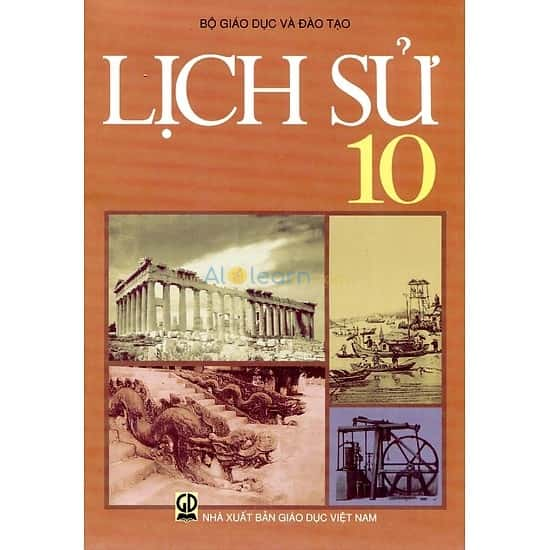 BỘ GIÁO DỤC VÀ ĐÀO TẠO
LỊCH SỬ
10
Alolearn
GD
NHÀ XUẤT BẢN GIÁO DỤC VIỆT NAM